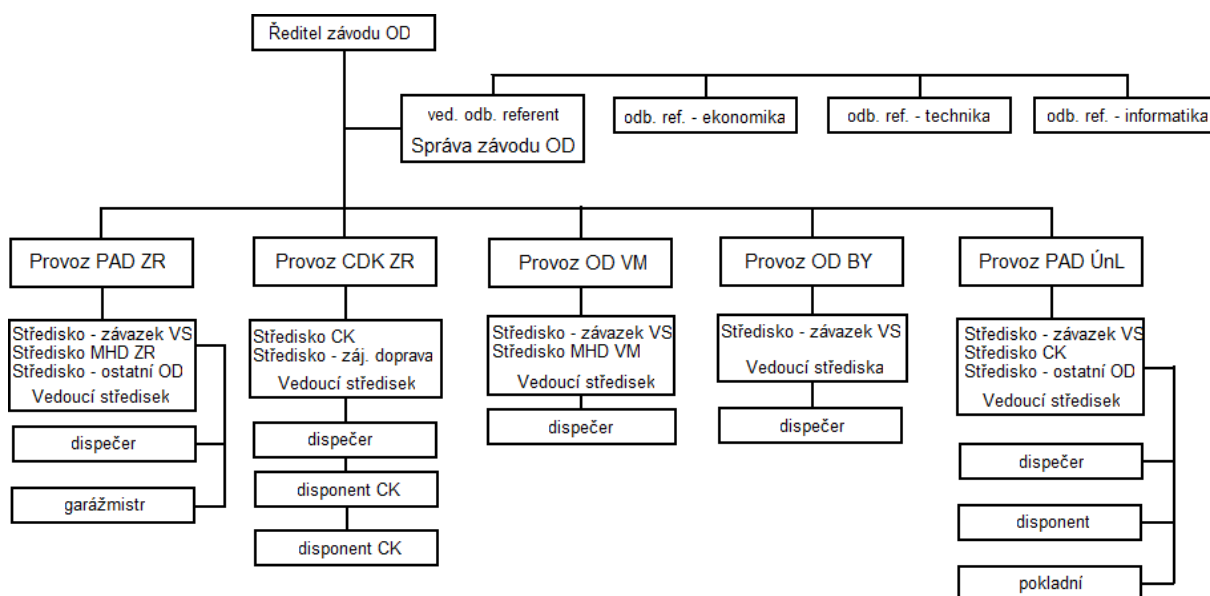 Ředitel závodu OD
ved. odb. referent
Správa závodu OD
odb. ref. - ekonomika
odb. ref. - technika
odb. ref. - informatika
Provoz PAD ZR
Provoz CDK ZR
Provoz OD VM
Provoz OD BY
Provoz PAD ÚnL
Středisko - závazek VS
Středisko MHD ZR
Středisko - ostatní OD
Vedoucí středisek
dispečer
garážmistr
Středisko CK
Středisko - záj. doprava
Vedoucí středisek
dispečer
disponent CK
disponent CK
Středisko - závazek VS
Středisko MHD VM
Vedoucí středisek
dispečer
Středisko - závazek VS
Vedoucí střediska
dispečer
Středisko - závazek VS
Středisko CK
Středisko - ostatní OD
Vedoucí středisek
dispečer
disponent
pokladní